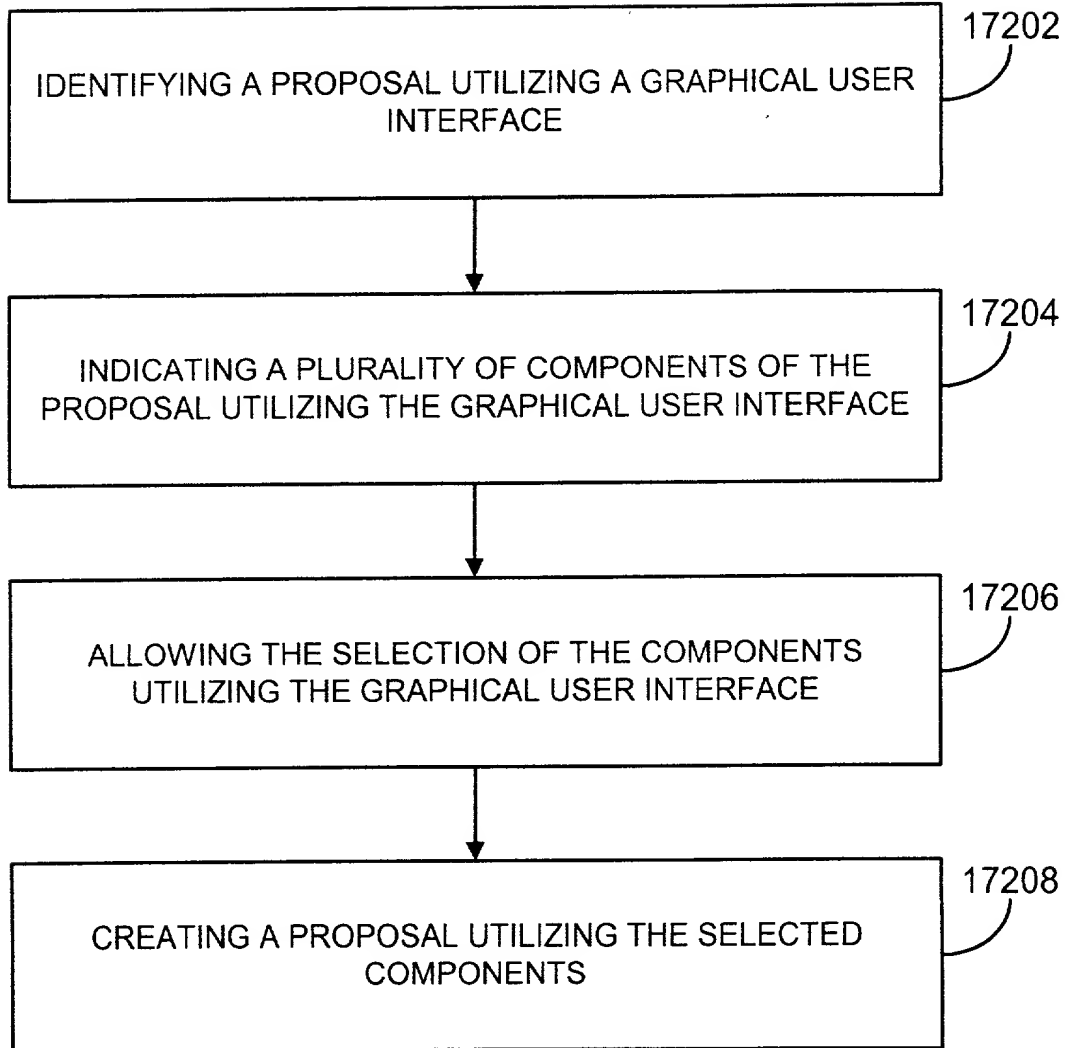 17202
IDENTIFYING A PROPOSAL UTILIZING A GRAPHICAL USER
INTERFACE
17204
INDICATING A PLURALITY OF COMPONENTS OF THE
PROPOSAL UTILIZING THE GRAPHICAL USER INTERFACE
17206
ALLOWING THE SELECTION OF THE COMPONENTS
UTILIZING THE GRAPHICAL USER INTERFACE
17208
CREATING A PROPOSAL UTILIZING THE SELECTED
COMPONENTS